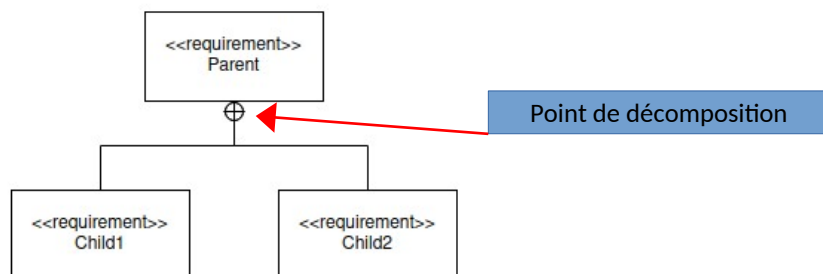 <<requirement>>
Parent
Point de décomposition
<<requirement>>
Child1
<<requirement>>
Child2